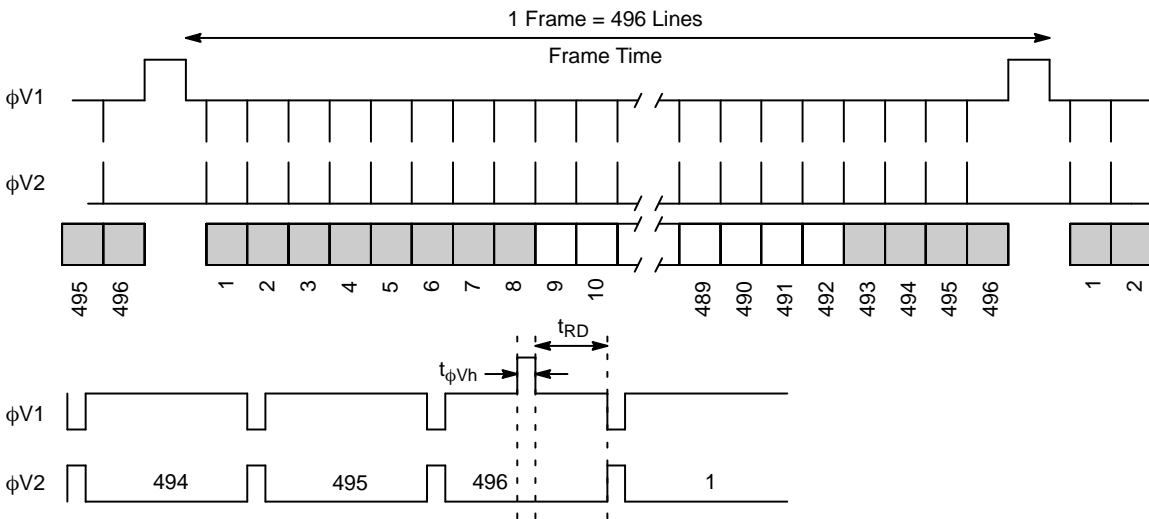 1 Frame = 496 Lines
Frame Time
ϕV1
ϕV2
495 496 1 2 3 4 5 6 7 8 9 10 489 490 491 492 493 494 495 496 1 2
tRD
tϕVh
ϕV1
ϕV2 494 495 496 1